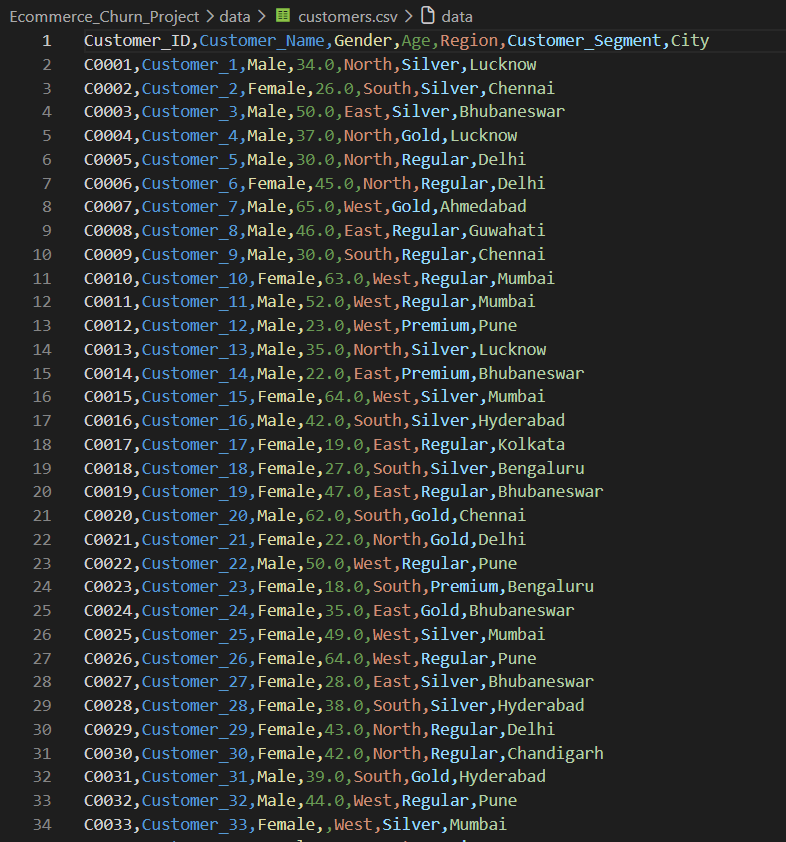 Ecommerce_Churn_Project > data > customers.csv > data
1 Customer_ID,Customer_Name,Gender,Age,Region,Customer_Segment,City
2 C0001,Customer_1,Male,34.0,North,Silver,Lucknow
3 C0002,Customer_2,Female,26.0,South,Silver,Chennai
4 C0003,Customer_3,Male,50.0,East,Silver,Bhubaneswar
5 C0004,Customer_4,Male,37.0,North,Gold,Lucknow
6 C0005,Customer_5,Male,30.0,North,Regular,Delhi
7 C0006,Customer_6,Female,45.0,North,Regular,Delhi
8 C0007,Customer_7,Male,65.0,West,Gold,Ahmedabad
9 C0008,Customer_8,Male,46.0,East,Regular,Guwahati
10 C0009,Customer_9,Male,30.0,South,Regular,Chennai
11 C0010,Customer_10,Female,63.0,West,Regular,Mumbai
12 C0011,Customer_11,Male,52.0,West,Regular,Mumbai
13 C0012,Customer_12,Male,23.0,West,Premium,Pune
14 C0013,Customer_13,Male,35.0,North,Silver,Lucknow
15 C0014,Customer_14,Male,22.0,East,Premium,Bhubaneswar
16 C0015,Customer_15,Female,64.0,West,Silver,Mumbai
17 C0016,Customer_16,Male,42.0,South,Silver,Hyderabad
18 C0017,Customer_17,Female,19.0,East,Regular,Kolkata
19 C0018,Customer_18,Female,27.0,South,Silver,Bengaluru
20 C0019,Customer_19,Female,47.0,East,Regular,Bhubaneswar
21 C0020,Customer_20,Male,62.0,South,Gold,Chennai
22 C0021,Customer_21,Female,22.0,North,Gold,Delhi
23 C0022,Customer_22,Male,50.0,West,Regular,Pune
24 C0023,Customer_23,Female,18.0,South,Premium,Bengaluru
25 C0024,Customer_24,Female,35.0,East,Gold,Bhubaneswar
26 C0025,Customer_25,Female,49.0,West,Silver,Mumbai
27 C0026,Customer_26,Female,64.0,West,Regular,Pune
28 C0027,Customer_27,Female,28.0,East,Silver,Bhubaneswar
29 C0028,Customer_28,Female,38.0,South,Silver,Hyderabad
30 C0029,Customer_29,Female,43.0,North,Regular,Delhi
31 C0030,Customer_30,Female,42.0,North,Regular,Chandigarh
32 C0031,Customer_31,Male,39.0,South,Gold,Hyderabad
33 C0032,Customer_32,Male,44.0,West,Regular,Pune
34 C0033,Customer_33,Female,,West,Silver,Mumbai